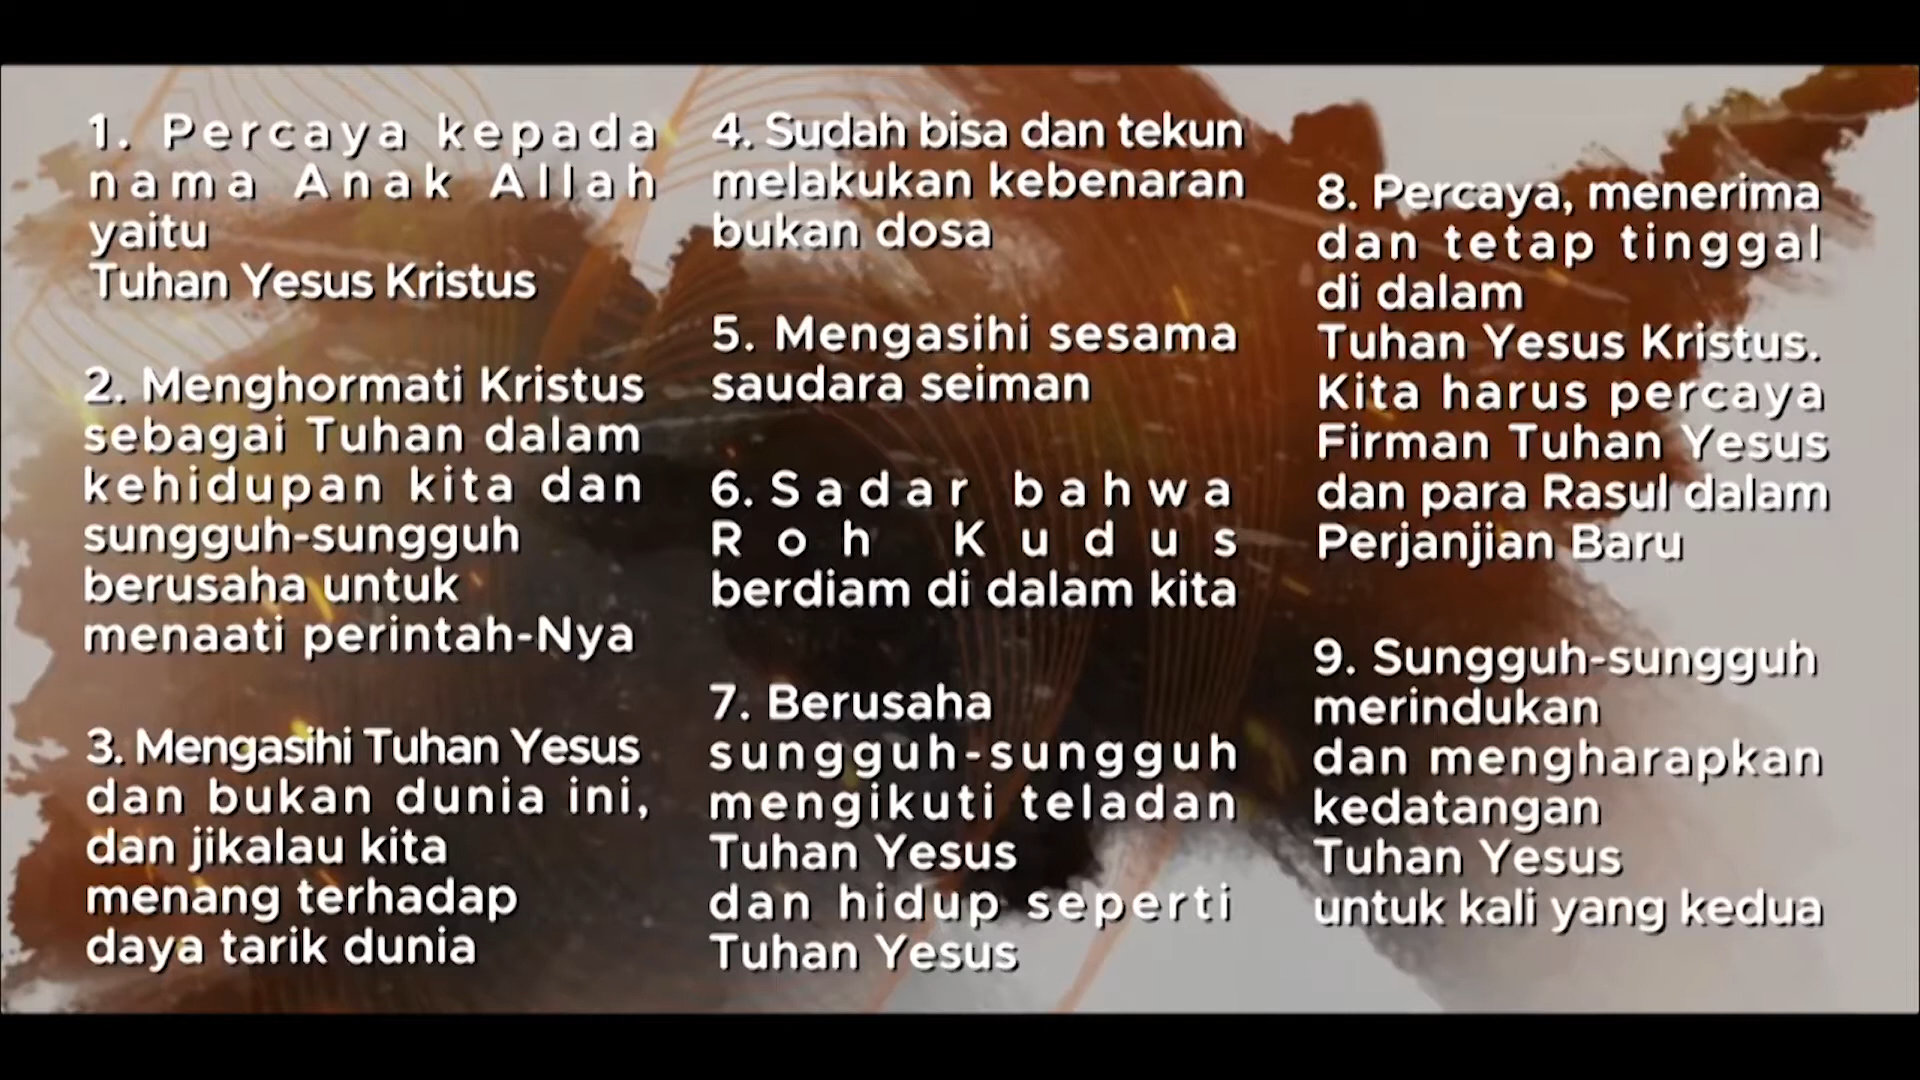 1. Percaya kepada
nama Anak Allah
yaitu
Tuhan Yesus Kristus
2. Menghormati Kristus
sebagai Tuhan dalam
kehidupan kita dan
sungguh-sungguh
berusaha untuk
menaati perintah-Nya
3. Mengasihi Tuhan Yesus
dan bukan dunia ini,
dan jikalau kita
menang terhadap
daya tarik dunia
4. Sudah bisa dan tekun
melakukan kebenaran
bukan dosa
5. Mengasihi sesama
saudara seiman
6. Sadar bahwa
Roh Kudus
berdiam di dalam kita
7. Berusaha
sungguh-sungguh
mengikuti teladan
Tuhan Yesus
dan hidup seperti
Tuhan Yesus
8. Percaya, menerima
dan tetap tinggal
di dalam
Tuhan Yesus Kristus.
Kita harus percaya
Firman Tuhan Yesus
dan para Rasul dalam
Perjanjian Baru
9. Sungguh-sungguh
merindukan
dan mengharapkan
kedatangan
Tuhan Yesus
untuk kali yang kedua